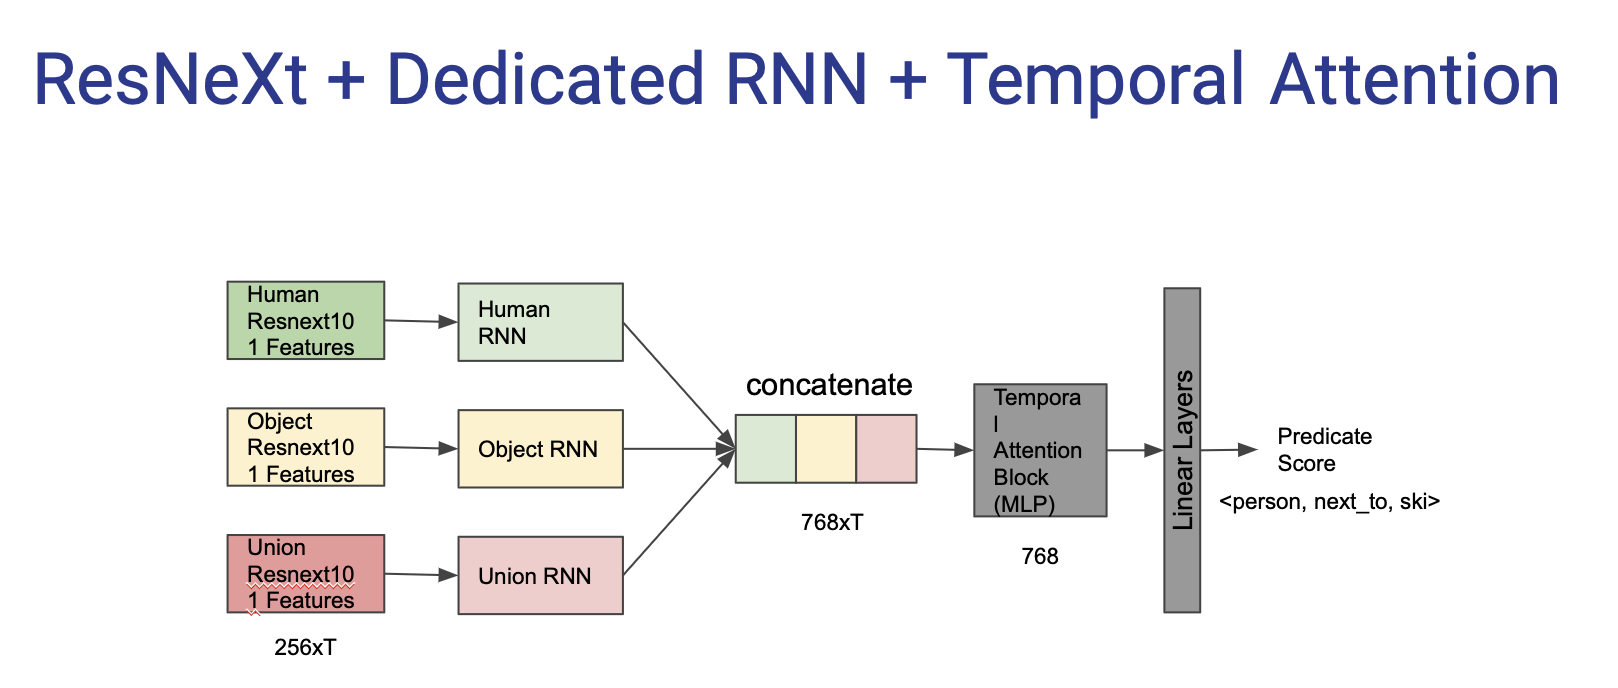 ResNeXt + Dedicated RNN + Temporal Attention
Human
Resnext10
1 Features
Human
RNN
Object
Resnext10
1 Features
Object RNN
Union
Resnext10
1 Features
Union RNN
256xT
concatenate
768xT
Tempora
l
Attention
Block
(MLP)
768
Linear Layers
Predicate
Score
<person, next_to, ski>